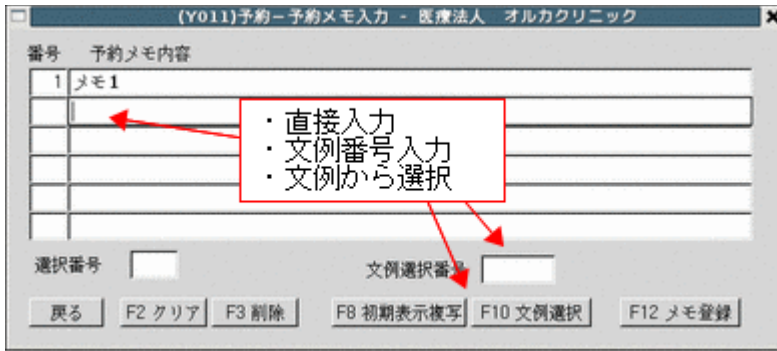 (Y011)予約－予約メモ入力 - 医療法人 オルカクリニック
番号 予約メモ内容
1 メモ1
・直接入力
・文例番号入力
・文例から選択
選択番号 文例選択番号
戻る F2 クリア F3 削除 F8 初期表示複写 F10 文例選択 F12 メモ登録